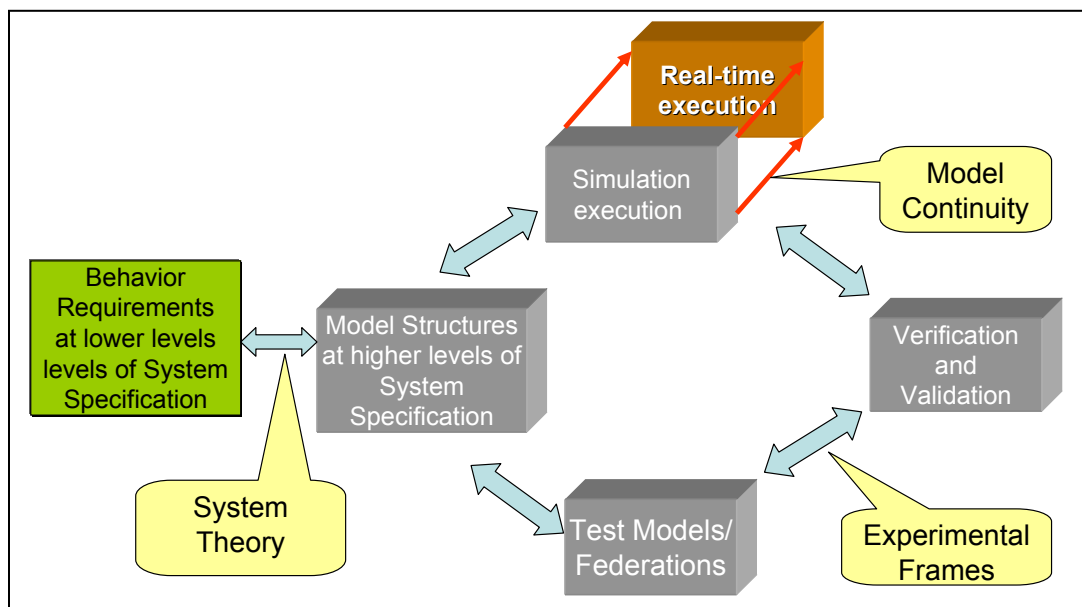 Real-time
execution
Simulation
execution
Model
Continuity
Behavior
Requirements
at lower levels
levels of System
Specification
Model Structures
at higher levels of
System
Specification
Verification
and
Validation
System
Theory
Test Models/
Federations
Experimental
Frames